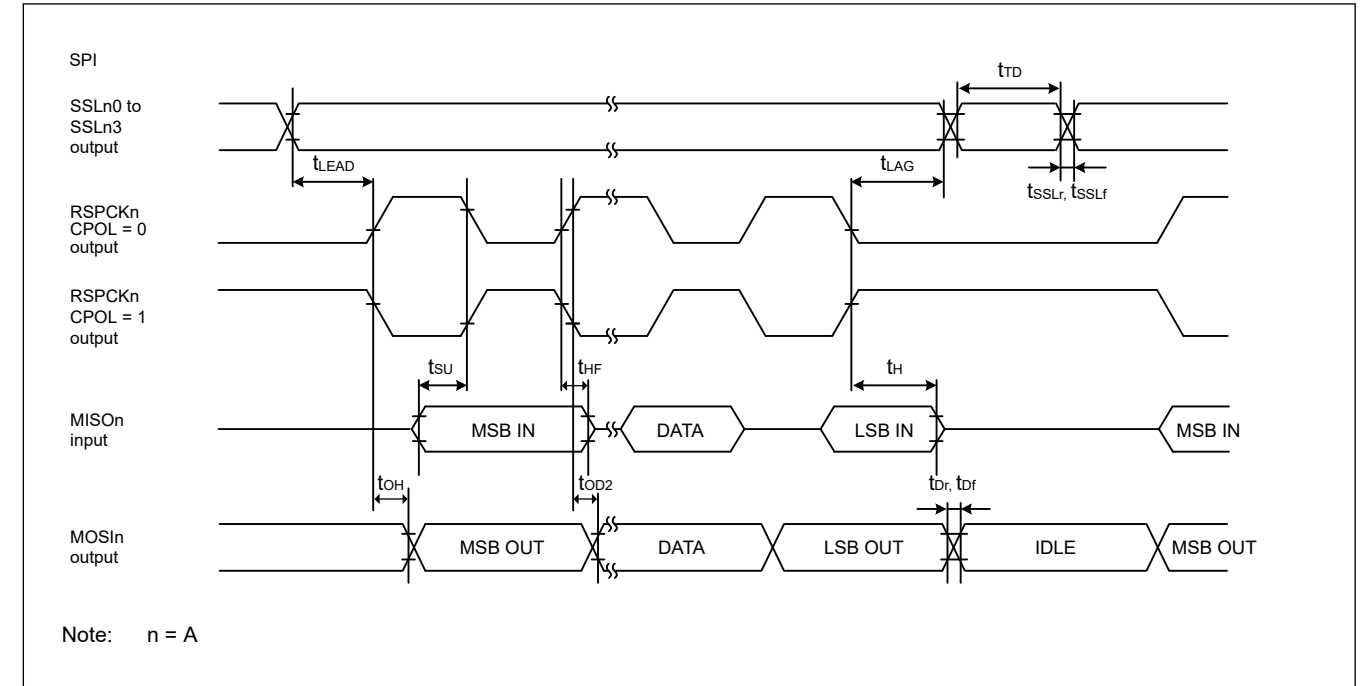 SPI
tTD
SSLn0 to
SSLn3
output
tLEAD
tLAG
tSSLr, tSSLf
RSPCKn
CPOL = 0
output
RSPCKn
CPOL = 1
output
tSU
tHF
tH
MISOn
input
MSB IN
DATA
LSB IN
MSB IN
tOH
tOD2
tDr, tDf
MOSIn
output
MSB OUT
DATA
LSB OUT
IDLE
MSB OUT
Note: n = A